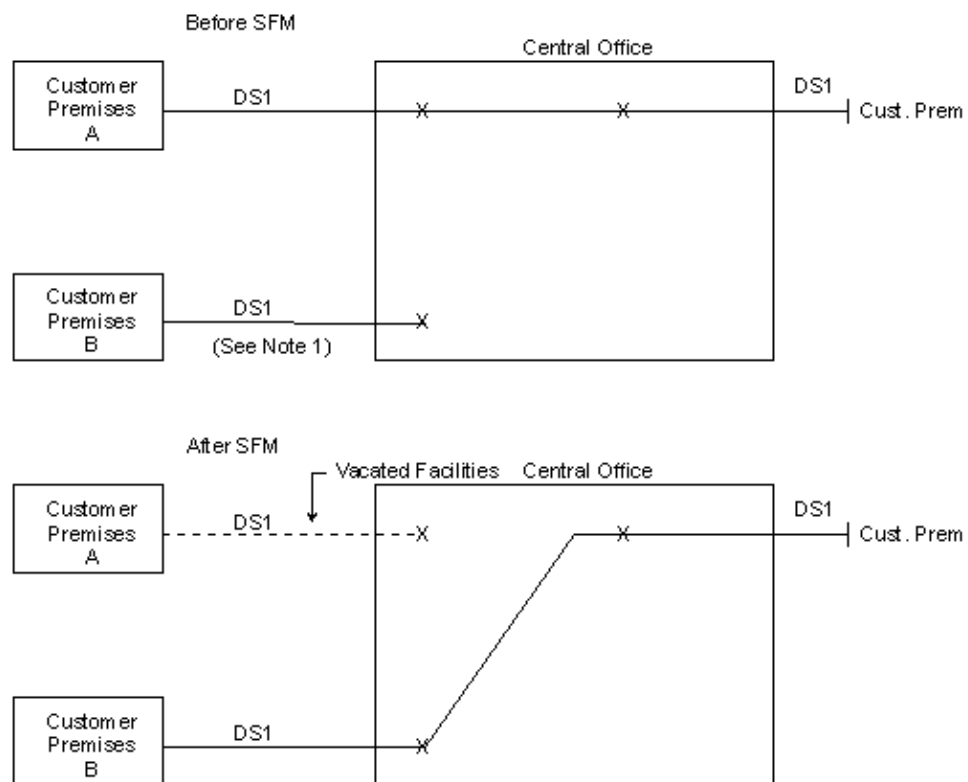 Before SFM
Central Office
Customer
Premises
A
DS1
X
X
DS1
Cust. Prem
Customer
Premises
B
DS1
(See Note 1)
X
After SFM
Vacated Facilities
Central Office
Customer
Premises
A
DS1
X
X
DS1
Cust. Prem
Customer
Premises
B
DS1
X